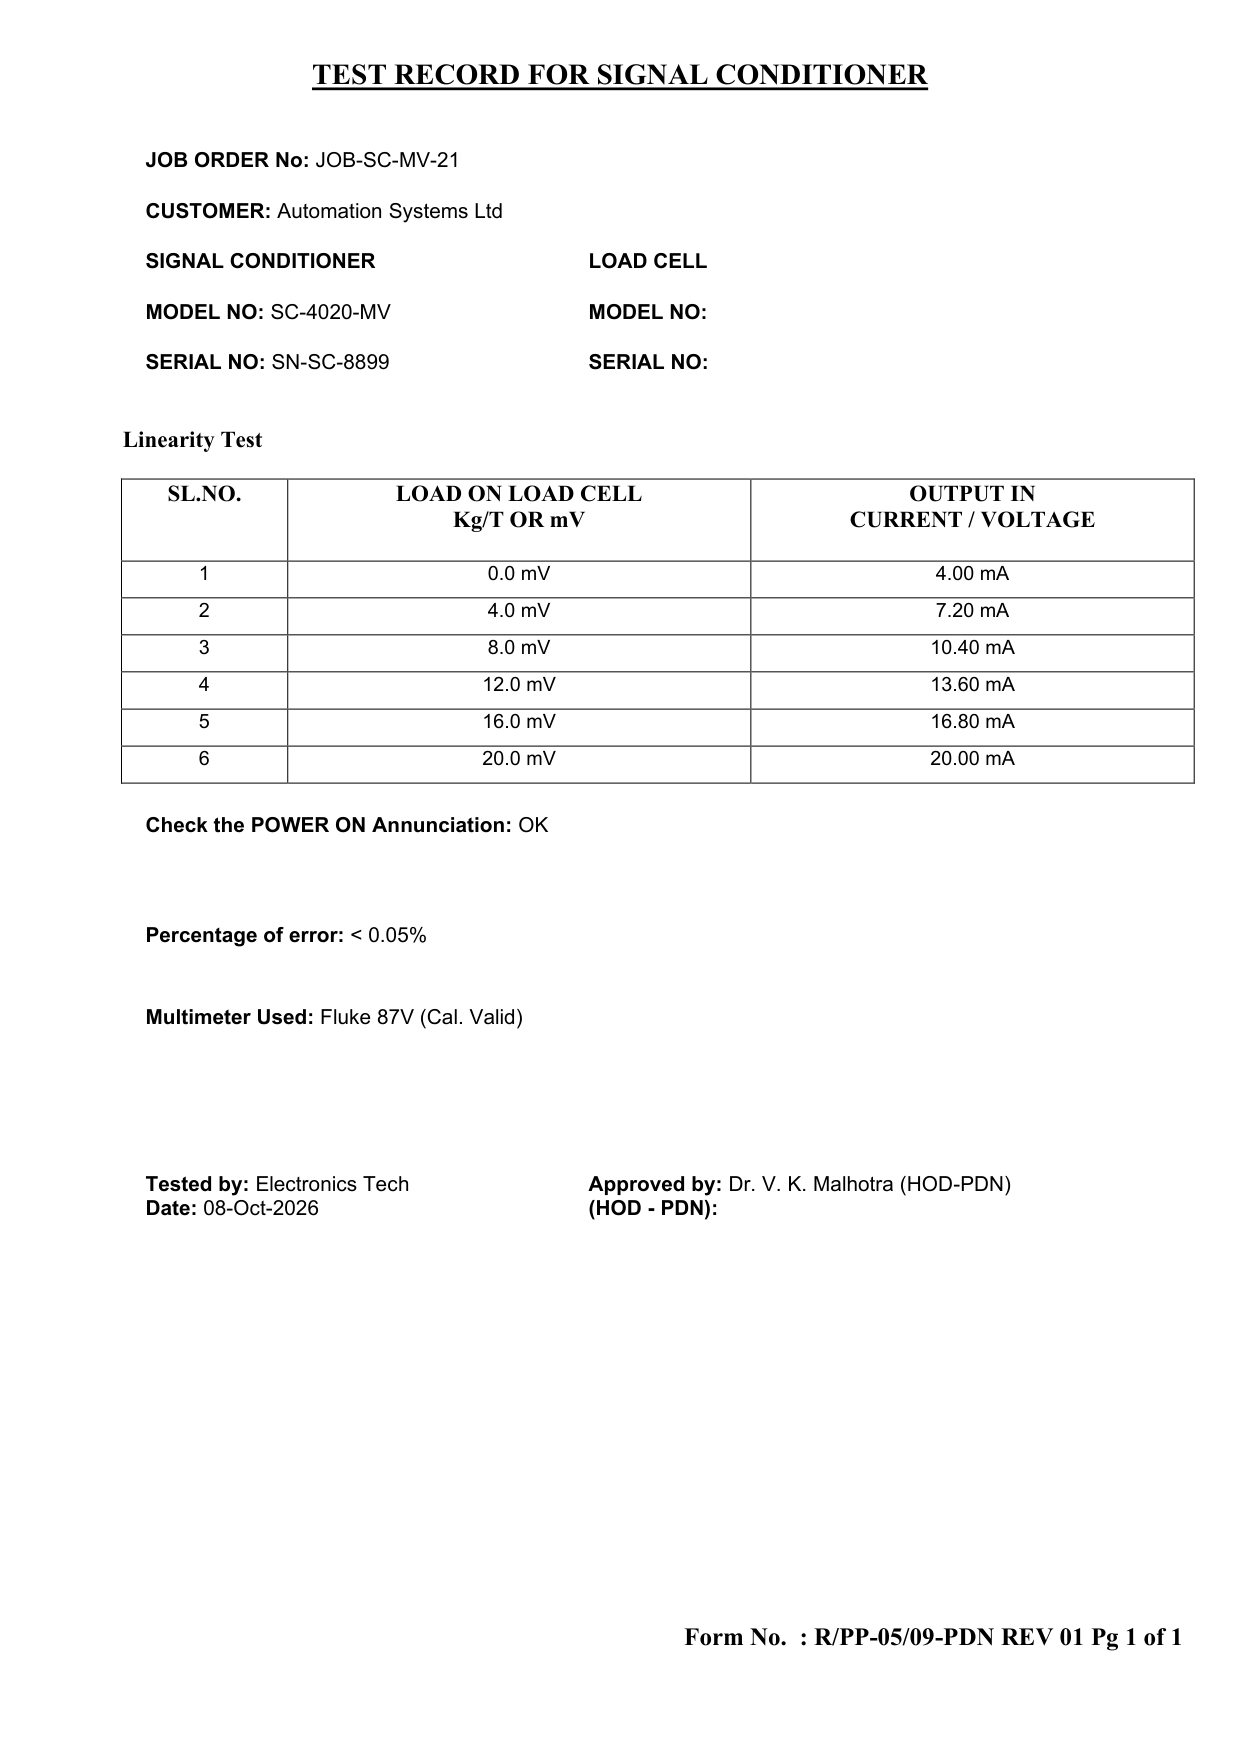 TEST RECORD FOR SIGNAL CONDITIONER
JOB ORDER No: JOB-SC-MV-21
CUSTOMER: Automation Systems Ltd
SIGNAL CONDITIONER LOAD CELL
MODEL NO: SC-4020-MV MODEL NO:
SERIAL NO: SN-SC-8899 SERIAL NO:
Linearity Test
SL.NO. LOAD ON LOAD CELL OUTPUT IN
Kg/T OR mV CURRENT / VOLTAGE
1 0.0 mV 4.00 mA
2 4.0 mV 7.20 mA
3 8.0 mV 10.40 mA
4 12.0 mV 13.60 mA
5 16.0 mV 16.80 mA
6 20.0 mV 20.00 mA
Check the POWER ON Annunciation: OK
Percentage of error: < 0.05%
Multimeter Used: Fluke 87V (Cal. Valid)
Tested by: Electronics Tech Approved by: Dr. V. K. Malhotra (HOD-PDN)
Date: 08-Oct-2026 (HOD - PDN):
Form No.  : R/PP-05/09-PDN REV 01 Pg 1 of 1